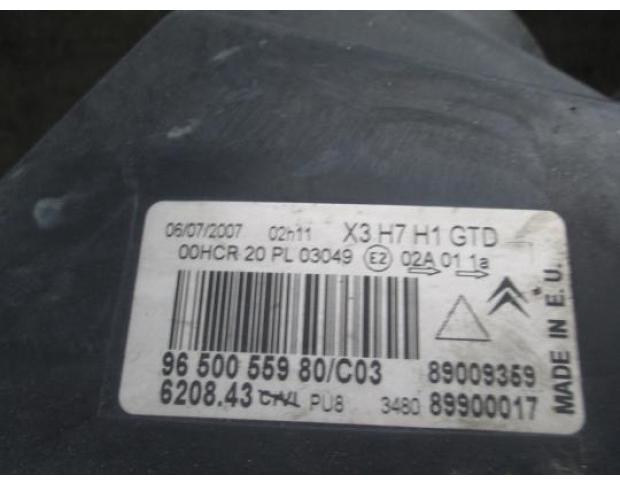 06/07/2007 02h11 X3 H7 H1 GTD
00HCR 20 PL 03049 E2 02A 01 1a
96 500 559 80/C03 89009359
6208.43 PU8 3480 89900017
MADE IN E.U.